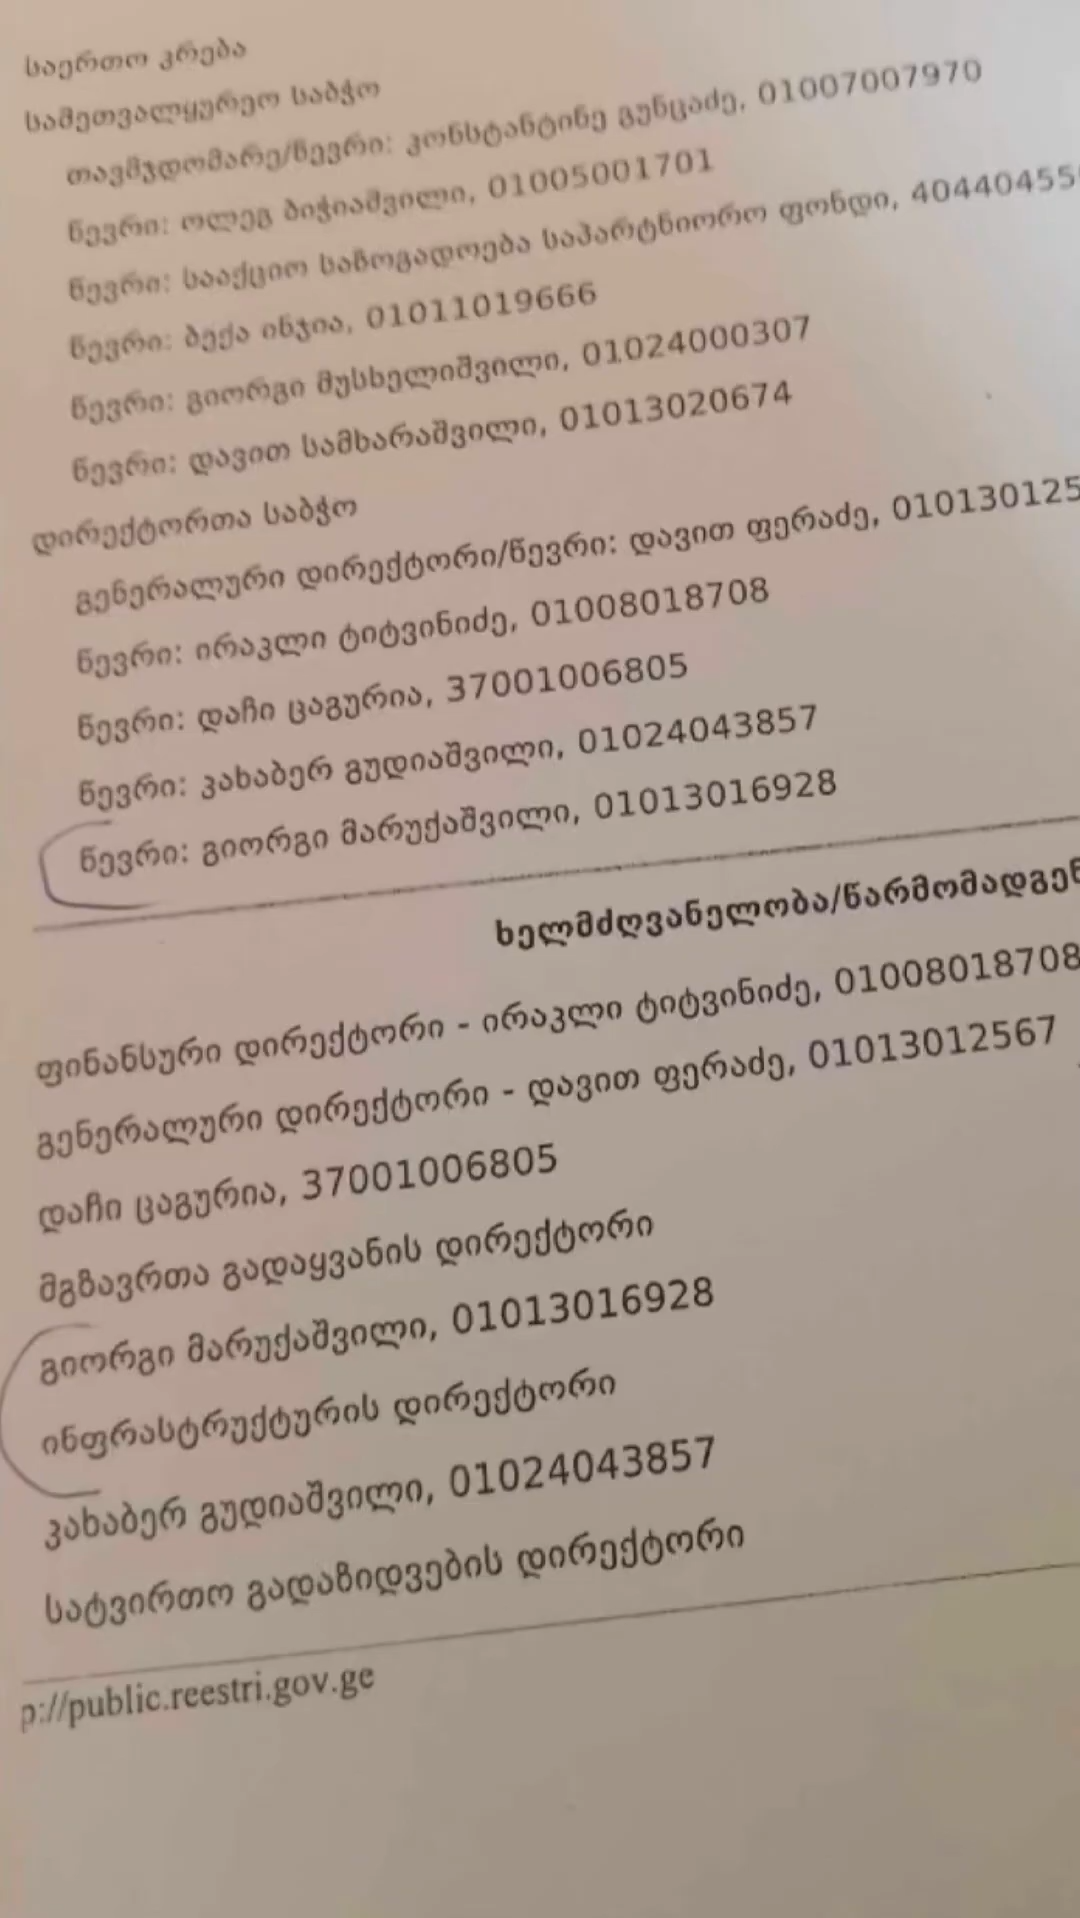 საერთო კრება
სამეთვალყურეო საბჭო
თავმჯდომარე/წევრი: კონსტანტინე გუნცაძე, 01007007970
წევრი: ოლეგ ბიჭიაშვილი, 01005001701
წევრი: სააქციო საზოგადოება საპარტნიორო ფონდი, 40440455
წევრი: ბექა ინჯია, 01011019666
წევრი: გიორგი მუსხელიშვილი, 01024000307
წევრი: დავით სამხარაშვილი, 01013020674
დირექტორთა საბჭო
გენერალური დირექტორი/წევრი: დავით ფერაძე, 010130125
წევრი: ირაკლი ტიტვინიძე, 01008018708
წევრი: დაჩი ცაგურია, 37001006805
წევრი: კახაბერ გუდიაშვილი, 01024043857
წევრი: გიორგი მარუქაშვილი, 01013016928
ხელმძღვანელობა/წარმომადგენ
ფინანსური დირექტორი - ირაკლი ტიტვინიძე, 01008018708
გენერალური დირექტორი - დავით ფერაძე, 01013012567
დაჩი ცაგურია, 37001006805
მგზავრთა გადაყვანის დირექტორი
გიორგი მარუქაშვილი, 01013016928
ინფრასტრუქტურის დირექტორი
კახაბერ გუდიაშვილი, 01024043857
სატვირთო გადაზიდვების დირექტორი
p://public.reestri.gov.ge